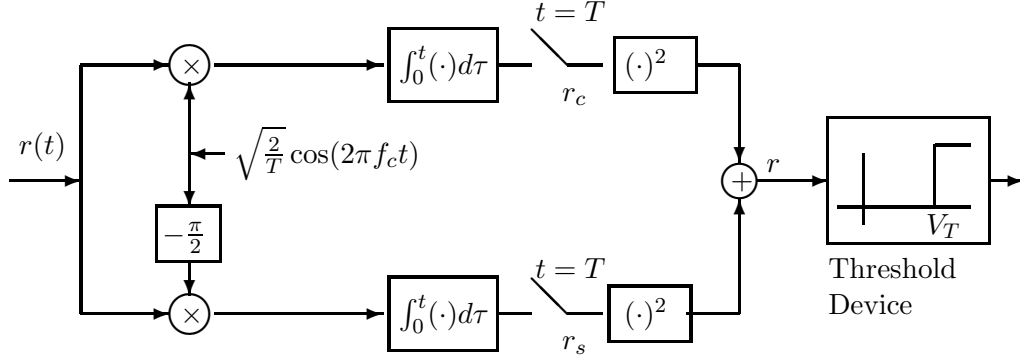 t = T
× ∫₀ᵗ(·)dτ (·)²
r_c
r(t) √(2/T) cos(2πf_c t)
+ r
−π/2 V_T
t = T
Threshold
× ∫₀ᵗ(·)dτ (·)² Device
r_s